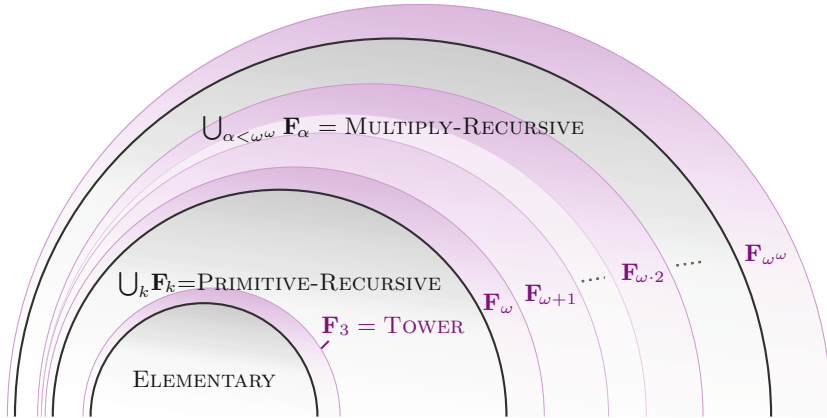 ⋃α<ω^ω Fα = MULTIPLY-RECURSIVE
⋃k Fk=PRIMITIVE-RECURSIVE
Fω
Fω+1
Fω·2
Fω^ω
F3 = TOWER
ELEMENTARY